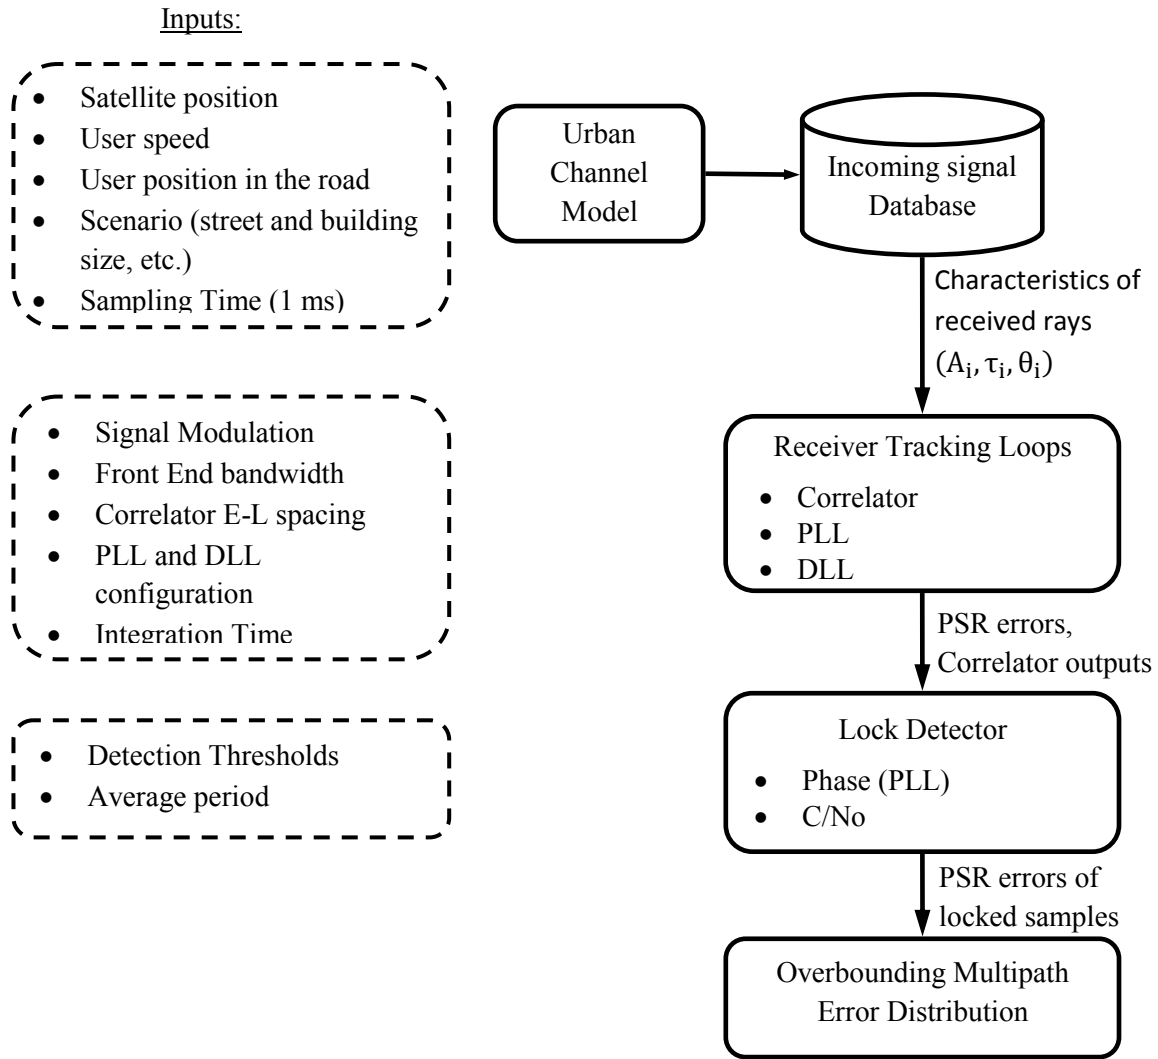 Inputs:
• Satellite position
• User speed
• User position in the road
• Scenario (street and building
size, etc.)
• Sampling Time (1 ms)
Urban
Channel
Model
Incoming signal
Database
Characteristics of
received rays
(Aᵢ, τᵢ, θᵢ)
• Signal Modulation
• Front End bandwidth
• Correlator E-L spacing
• PLL and DLL
configuration
• Integration Time
Receiver Tracking Loops
• Correlator
• PLL
• DLL
PSR errors,
Correlator outputs
• Detection Thresholds
• Average period
Lock Detector
• Phase (PLL)
• C/No
PSR errors of
locked samples
Overbounding Multipath
Error Distribution